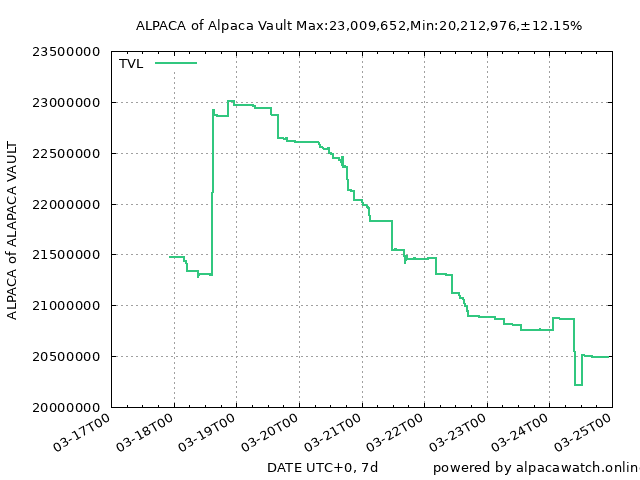 ALPACA of Alpaca Vault Max:23,009,652,Min:20,212,976,±12.15%
TVL
ALPACA of ALAPACA VAULT
23500000
23000000
22500000
22000000
21500000
21000000
20500000
20000000
03-17T00
03-18T00
03-19T00
03-20T00
03-21T00
03-22T00
03-23T00
03-24T00
03-25T00
DATE UTC+0, 7d
powered by alpacawatch.onlin